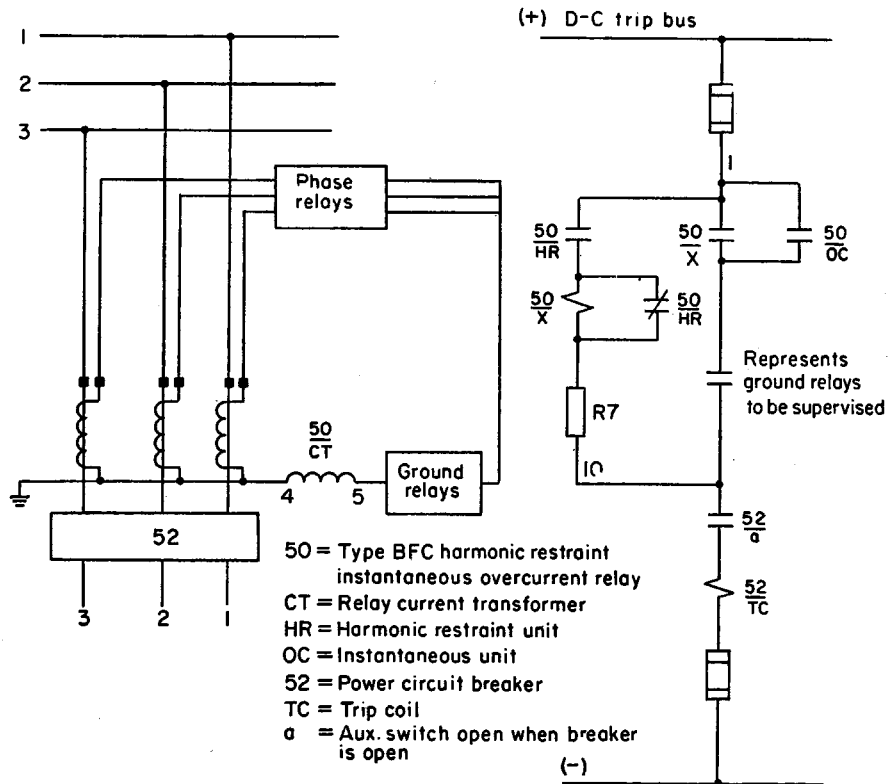 (+) D-C trip bus
1
2
3
Phase
relays
1
50
HR
50
X
50
OC
50
X
50
HR
Represents
ground relays
to be supervised
R7
10
50
CT
4
5
Ground
relays
52
3
2
1
52
a
52
TC
50 = Type BFC harmonic restraint
instantaneous overcurrent relay
CT = Relay current transformer
HR = Harmonic restraint unit
OC = Instantaneous unit
52 = Power circuit breaker
TC = Trip coil
a = Aux. switch open when breaker
is open
(-)